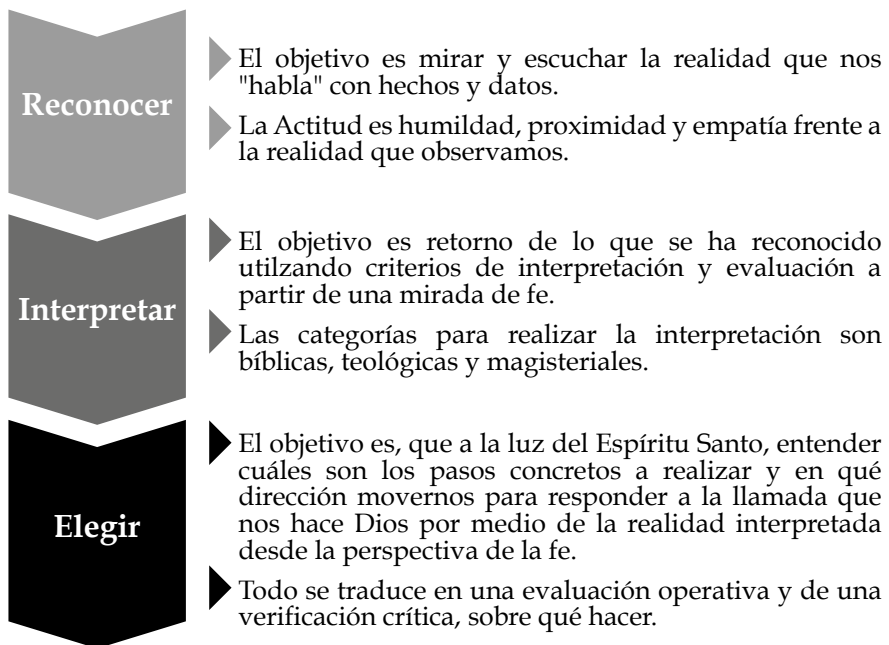 Reconocer
El objetivo es mirar y escuchar la realidad que nos
"habla" con hechos y datos.
La Actitud es humildad, proximidad y empatía frente a
la realidad que observamos.
Interpretar
El objetivo es retorno de lo que se ha reconocido
utilzando criterios de interpretación y evaluación a
partir de una mirada de fe.
Las categorías para realizar la interpretación son
bíblicas, teológicas y magisteriales.
Elegir
El objetivo es, que a la luz del Espíritu Santo, entender
cuáles son los pasos concretos a realizar y en qué
dirección movernos para responder a la llamada que
nos hace Dios por medio de la realidad interpretada
desde la perspectiva de la fe.
Todo se traduce en una evaluación operativa y de una
verificación crítica, sobre qué hacer.